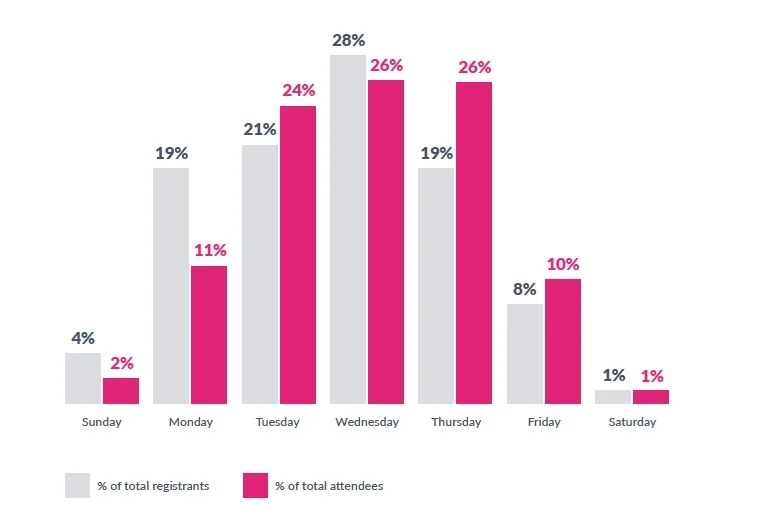 28%
26%
26%
24%
21%
19%
19%
11%
10%
8%
4%
2%
1%
1%
Sunday
Monday
Tuesday
Wednesday
Thursday
Friday
Saturday
% of total registrants
% of total attendees